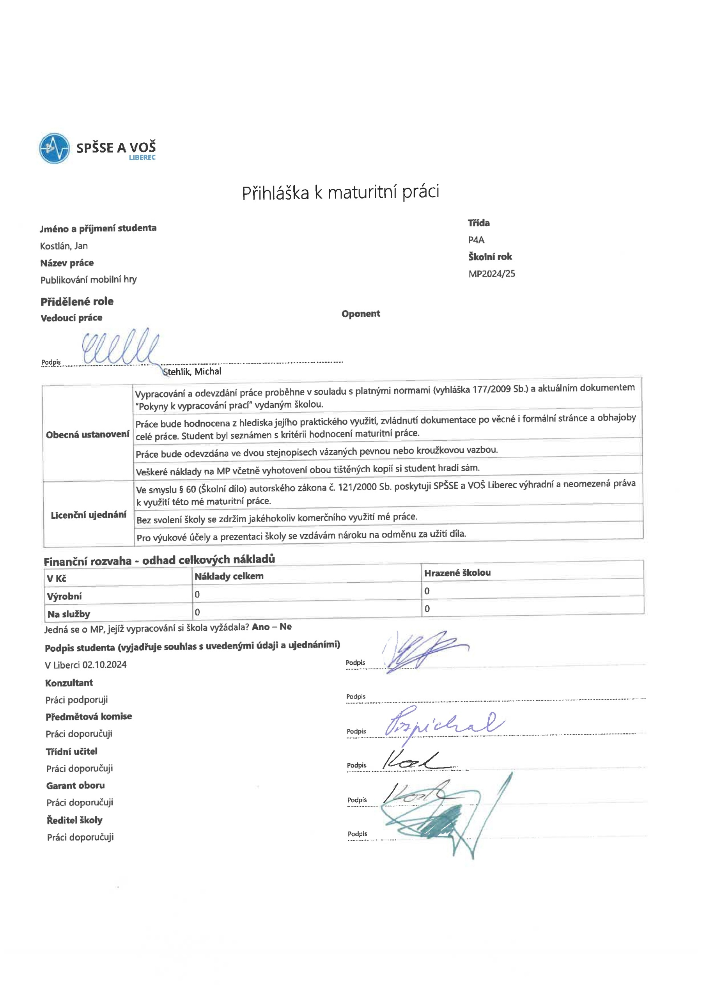 SPŠSE A VOŠ
LIBEREC
Přihláška k maturitní práci
Jméno a příjmení studenta
Kostlán, Jan
Název práce
Publikování mobilní hry
Třída
P4A
Školní rok
MP2024/25
Přidělené role
Vedoucí práce
Oponent
Podpis
Stehlík, Michal
Obecná ustanovení
Vypracování a odevzdání práce proběhne v souladu s platnými normami (vyhláška 177/2009 Sb.) a aktuálním dokumentem
"Pokyny k vypracování prací" vydaným školou.
Práce bude hodnocena z hlediska jejího praktického využití, zvládnutí dokumentace po věcné i formální stránce a obhajoby
celé práce. Student byl seznámen s kritérii hodnocení maturitní práce.
Práce bude odevzdána ve dvou stejnopisech vázaných pevnou nebo kroužkovou vazbou.
Veškeré náklady na MP včetně vyhotovení obou tištěných kopií si student hradí sám.
Licenční ujednání
Ve smyslu § 60 (Školní dílo) autorského zákona č. 121/2000 Sb. poskytuji SPŠSE a VOŠ Liberec výhradní a neomezená práva
k využití této mé maturitní práce.
Bez svolení školy se zdržím jakéhokoliv komerčního využití mé práce.
Pro výukové účely a prezentaci školy se vzdávám nároku na odměnu za užití díla.
Finanční rozvaha - odhad celkových nákladů
V Kč Náklady celkem Hrazené školou
Výrobní 0 0
Na služby 0 0
Jedná se o MP, jejíž vypracování si škola vyžádala? Ano – Ne
Podpis studenta (vyjadřuje souhlas s uvedenými údaji a ujednáními)
V Liberci 02.10.2024 Podpis
Konzultant
Práci podporuji Podpis
Předmětová komise
Práci doporučuji Podpis Pospíchal
Třídní učitel
Práci doporučuji Podpis
Garant oboru
Práci doporučuji Podpis
Ředitel školy
Práci doporučuji Podpis